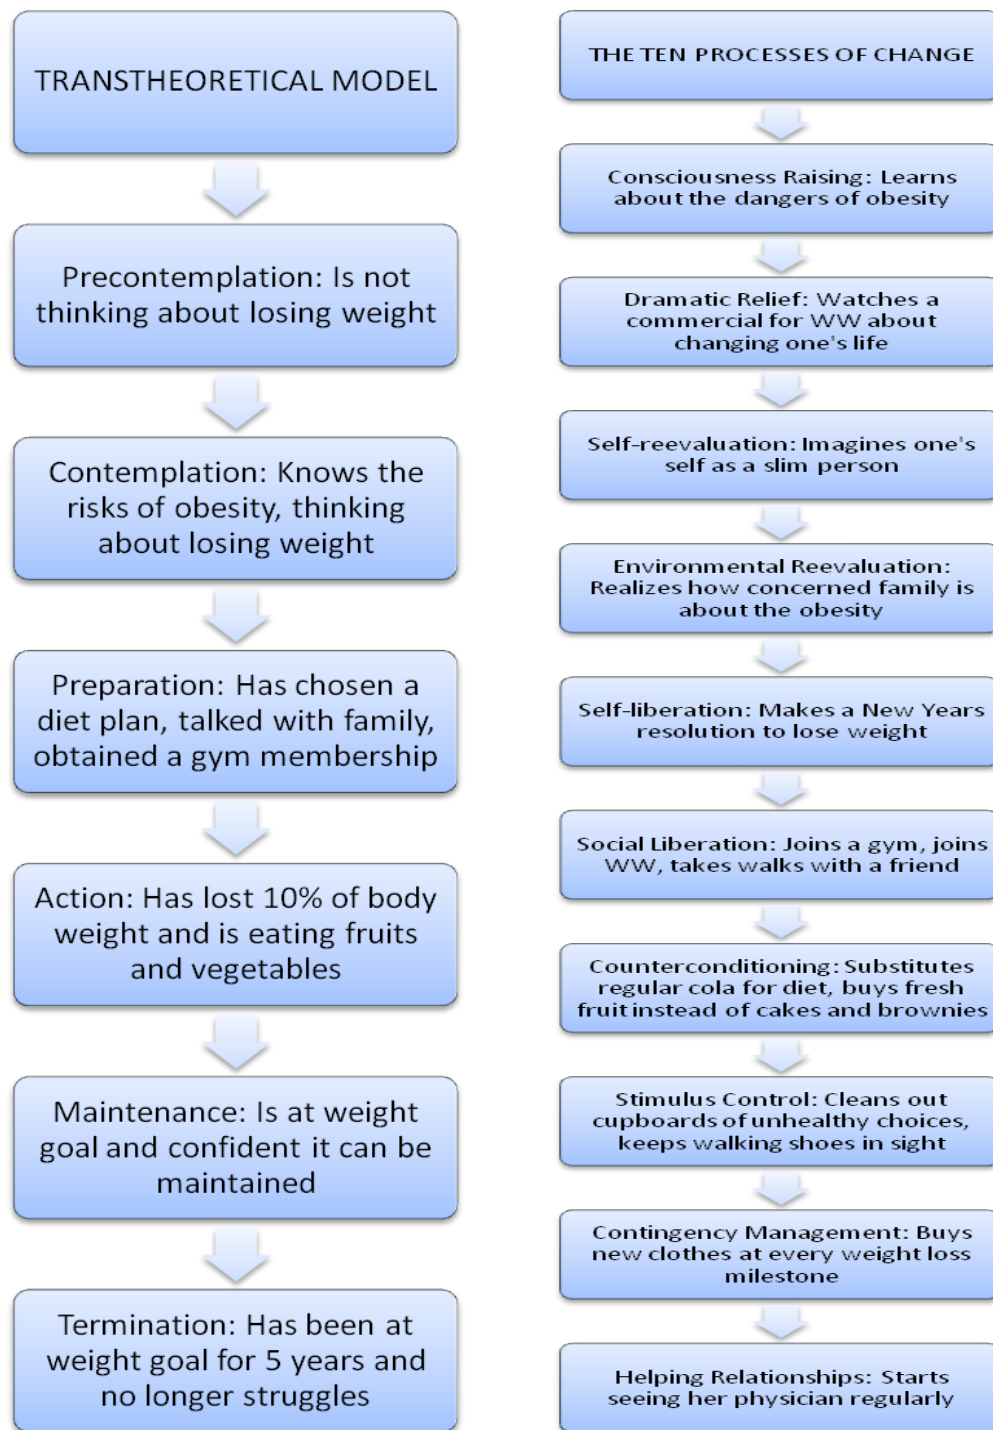 TRANSTHEORETICAL MODEL
Precontemplation: Is not
thinking about losing weight
Contemplation: Knows the
risks of obesity, thinking
about losing weight
Preparation: Has chosen a
diet plan, talked with family,
obtained a gym membership
Action: Has lost 10% of body
weight and is eating fruits
and vegetables
Maintenance: Is at weight
goal and confident it can be
maintained
Termination: Has been at
weight goal for 5 years and
no longer struggles
THE TEN PROCESSES OF CHANGE
Consciousness Raising: Learns
about the dangers of obesity
Dramatic Relief: Watches a
commercial for WW about
changing one's life
Self-reevaluation: Imagines one's
self as a slim person
Environmental Reevaluation:
Realizes how concerned family is
about the obesity
Self-liberation: Makes a New Years
resolution to lose weight
Social Liberation: Joins a gym, joins
WW, takes walks with a friend
Counterconditioning: Substitutes
regular cola for diet, buys fresh
fruit instead of cakes and brownies
Stimulus Control: Cleans out
cupboards of unhealthy choices,
keeps walking shoes in sight
Contingency Management: Buys
new clothes at every weight loss
milestone
Helping Relationships: Starts
seeing her physician regularly